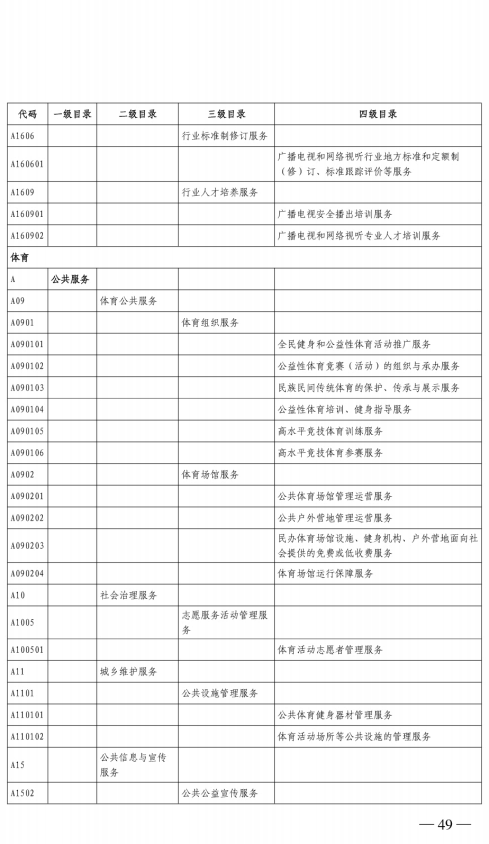 代码 一级目录 二级目录 三级目录 四级目录
A1606 行业标准制修订服务
A160601 广播电视和网络视听行业地方标准和定额制
（修）订、标准跟踪评价等服务
A1609 行业人才培养服务
A160901 广播电视安全播出培训服务
A160902 广播电视和网络视听专业人才培训服务
体育
A 公共服务
A09 体育公共服务
A0901 体育组织服务
A090101 全民健身和公益性体育活动推广服务
A090102 公益性体育竞赛（活动）的组织与承办服务
A090103 民族民间传统体育的保护、传承与展示服务
A090104 公益性体育培训、健身指导服务
A090105 高水平竞技体育训练服务
A090106 高水平竞技体育参赛服务
A0902 体育场馆服务
A090201 公共体育场馆管理运营服务
A090202 公共户外营地管理运营服务
A090203 民办体育场馆设施、健身机构、户外营地面向社
会提供的免费或低收费服务
A090204 体育场馆运行保障服务
A10 社会治理服务
A1005 志愿服务活动管理服
务
A100501 体育活动志愿者管理服务
A11 城乡维护服务
A1101 公共设施管理服务
A110101 公共体育健身器材管理服务
A110102 体育活动场所等公共设施的管理服务
A15 公共信息与宣传
服务
A1502 公共公益宣传服务
— 49 —